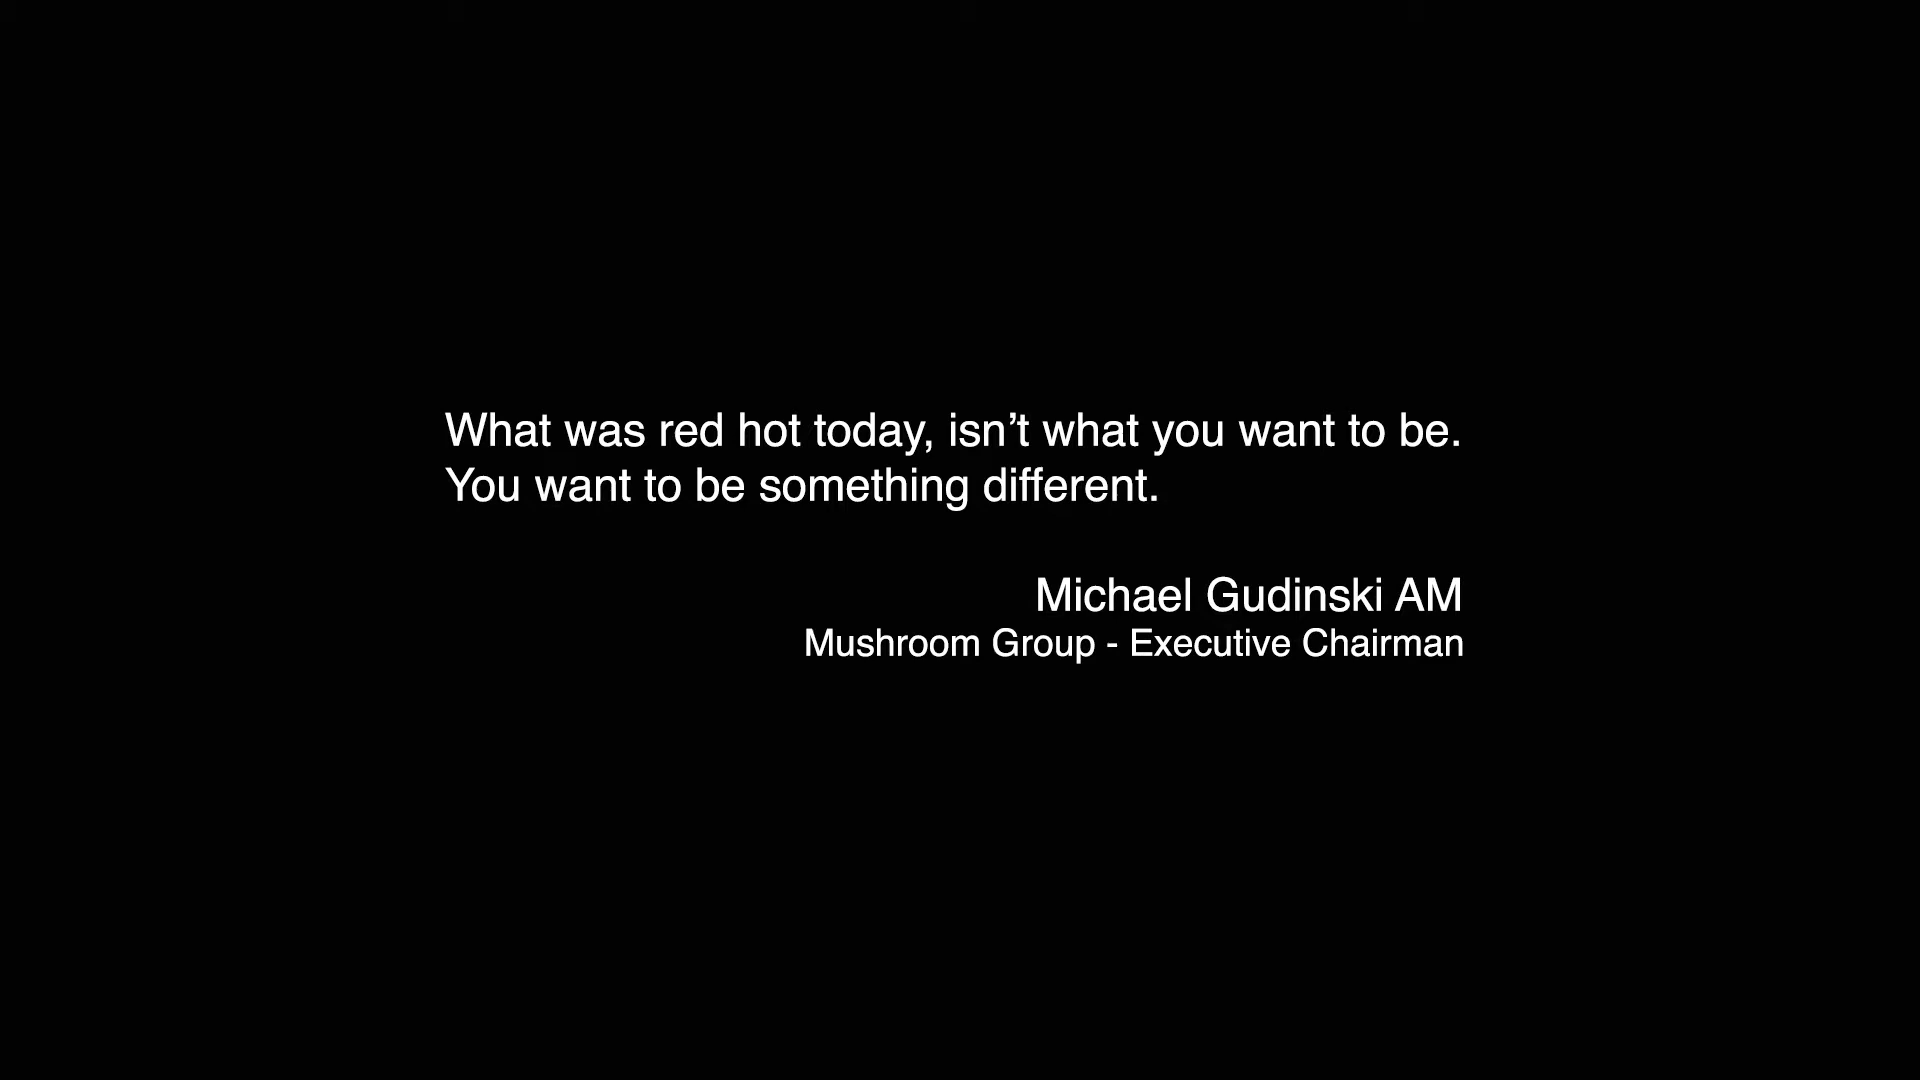 What was red hot today, isn’t what you want to be.
You want to be something different.
Michael Gudinski AM
Mushroom Group - Executive Chairman